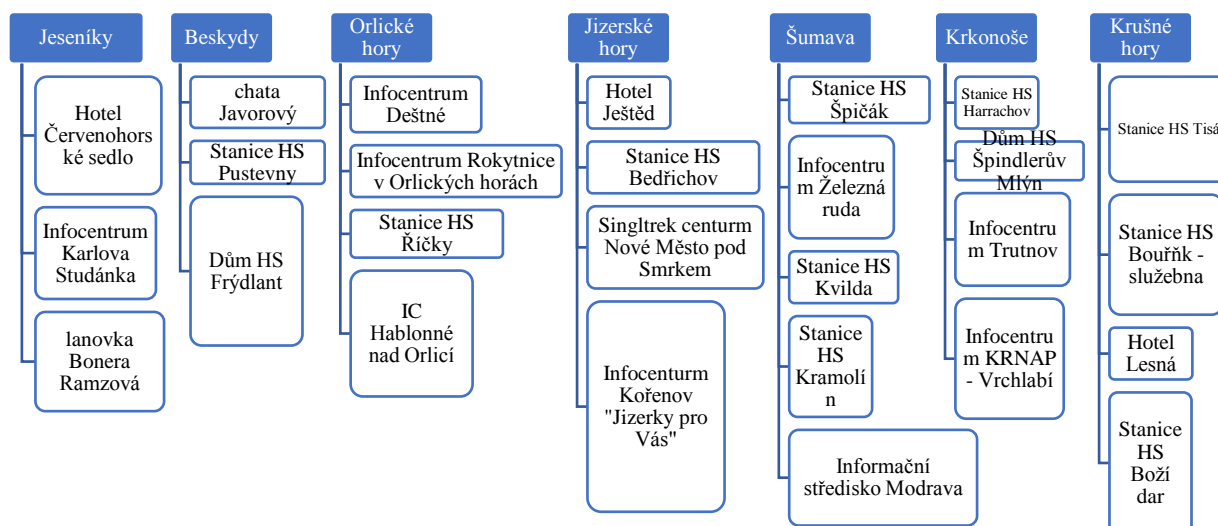 Jeseníky
Hotel
Červenohors
ké sedlo
Infocentrum
Karlova
Studánka
lanovka
Bonera
Ramzová
Beskydy
chata
Javorový
Stanice HS
Pustevny
Dům HS
Frýdlant
Orlické
hory
Infocentrum
Deštné
Infocentrum Rokytnice
v Orlických horách
Stanice HS
Říčky
IC
Hablonné
nad Orlicí
Jizerské
hory
Hotel
Ještěd
Stanice HS
Bedřichov
Singltrek centurm
Nové Město pod
Smrkem
Infocenturm
Kořenov
"Jizerky pro
Vás"
Šumava
Stanice HS
Špičák
Infocentru
m Železná
ruda
Stanice HS
Kvilda
Stanice
HS
Kramolí
n
Informační
středisko Modrava
Krkonoše
Stanice HS
Harrachov
Dům HS
Špindlerův
Mlýn
Infocentru
m Trutnov
Infocentru
m KRNAP
- Vrchlabí
Krušné
hory
Stanice HS Tisá
Stanice HS
Bouřňk -
služebna
Hotel
Lesná
Stanice
HS
Boží
dar